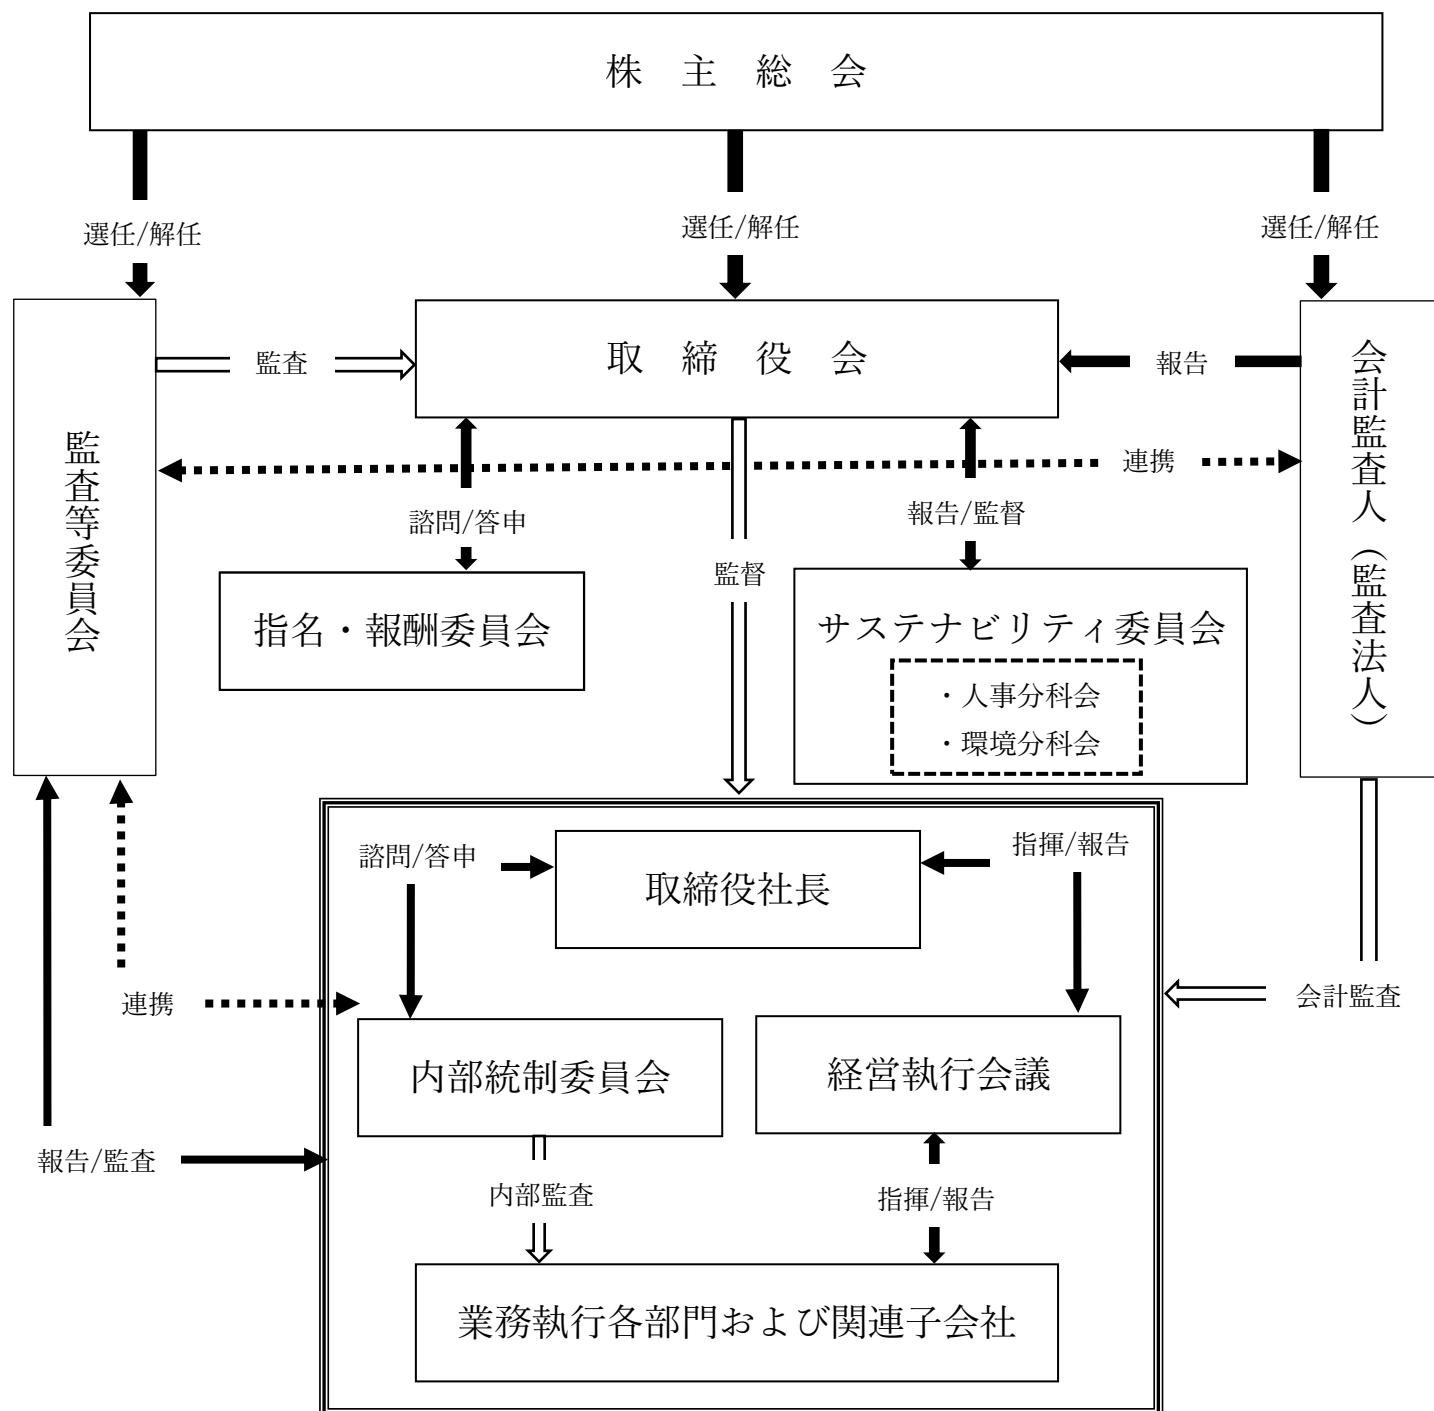 株　主　総　会
選任/解任
選任/解任
選任/解任
監査等委員会
監査
取　締　役　会
報告
会計監査人（監査法人）
連携
諮問/答申
報告/監督
監督
指名・報酬委員会
サステナビリティ委員会
・人事分科会
・環境分科会
諮問/答申
取締役社長
指揮/報告
連携
会計監査
内部統制委員会
経営執行会議
報告/監査
内部監査
指揮/報告
業務執行各部門および関連子会社